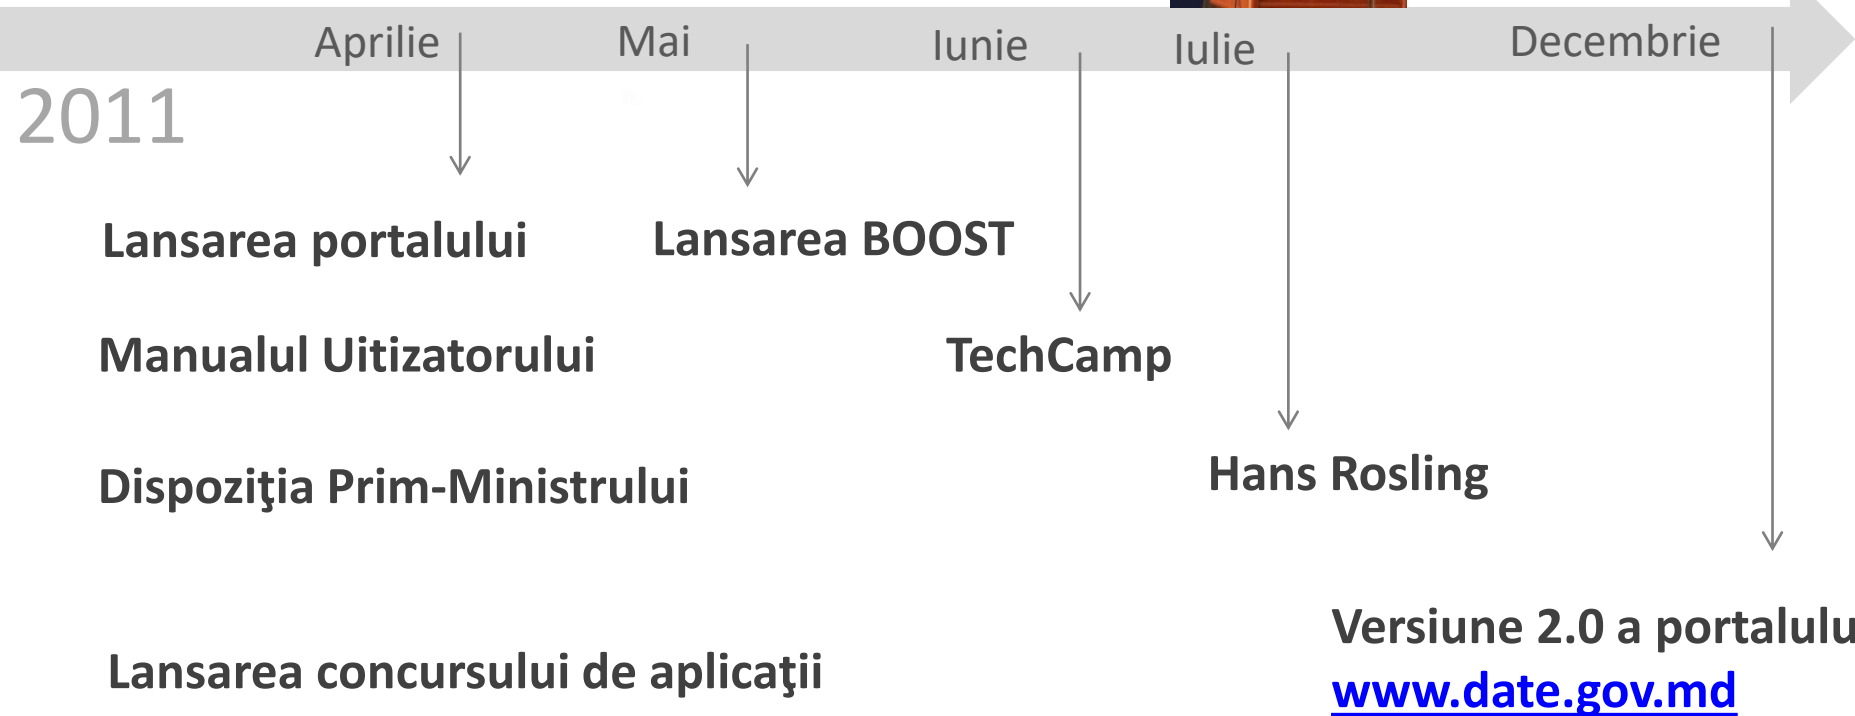 Aprilie
Mai
Iunie
Iulie
Decembrie
2011
Lansarea portalului
Lansarea BOOST
Manualul Uitizatorului
TechCamp
Dispoziţia Prim-Ministrului
Hans Rosling
Versiune 2.0 a portalulu
Lansarea concursului de aplicaţii
www.date.gov.md